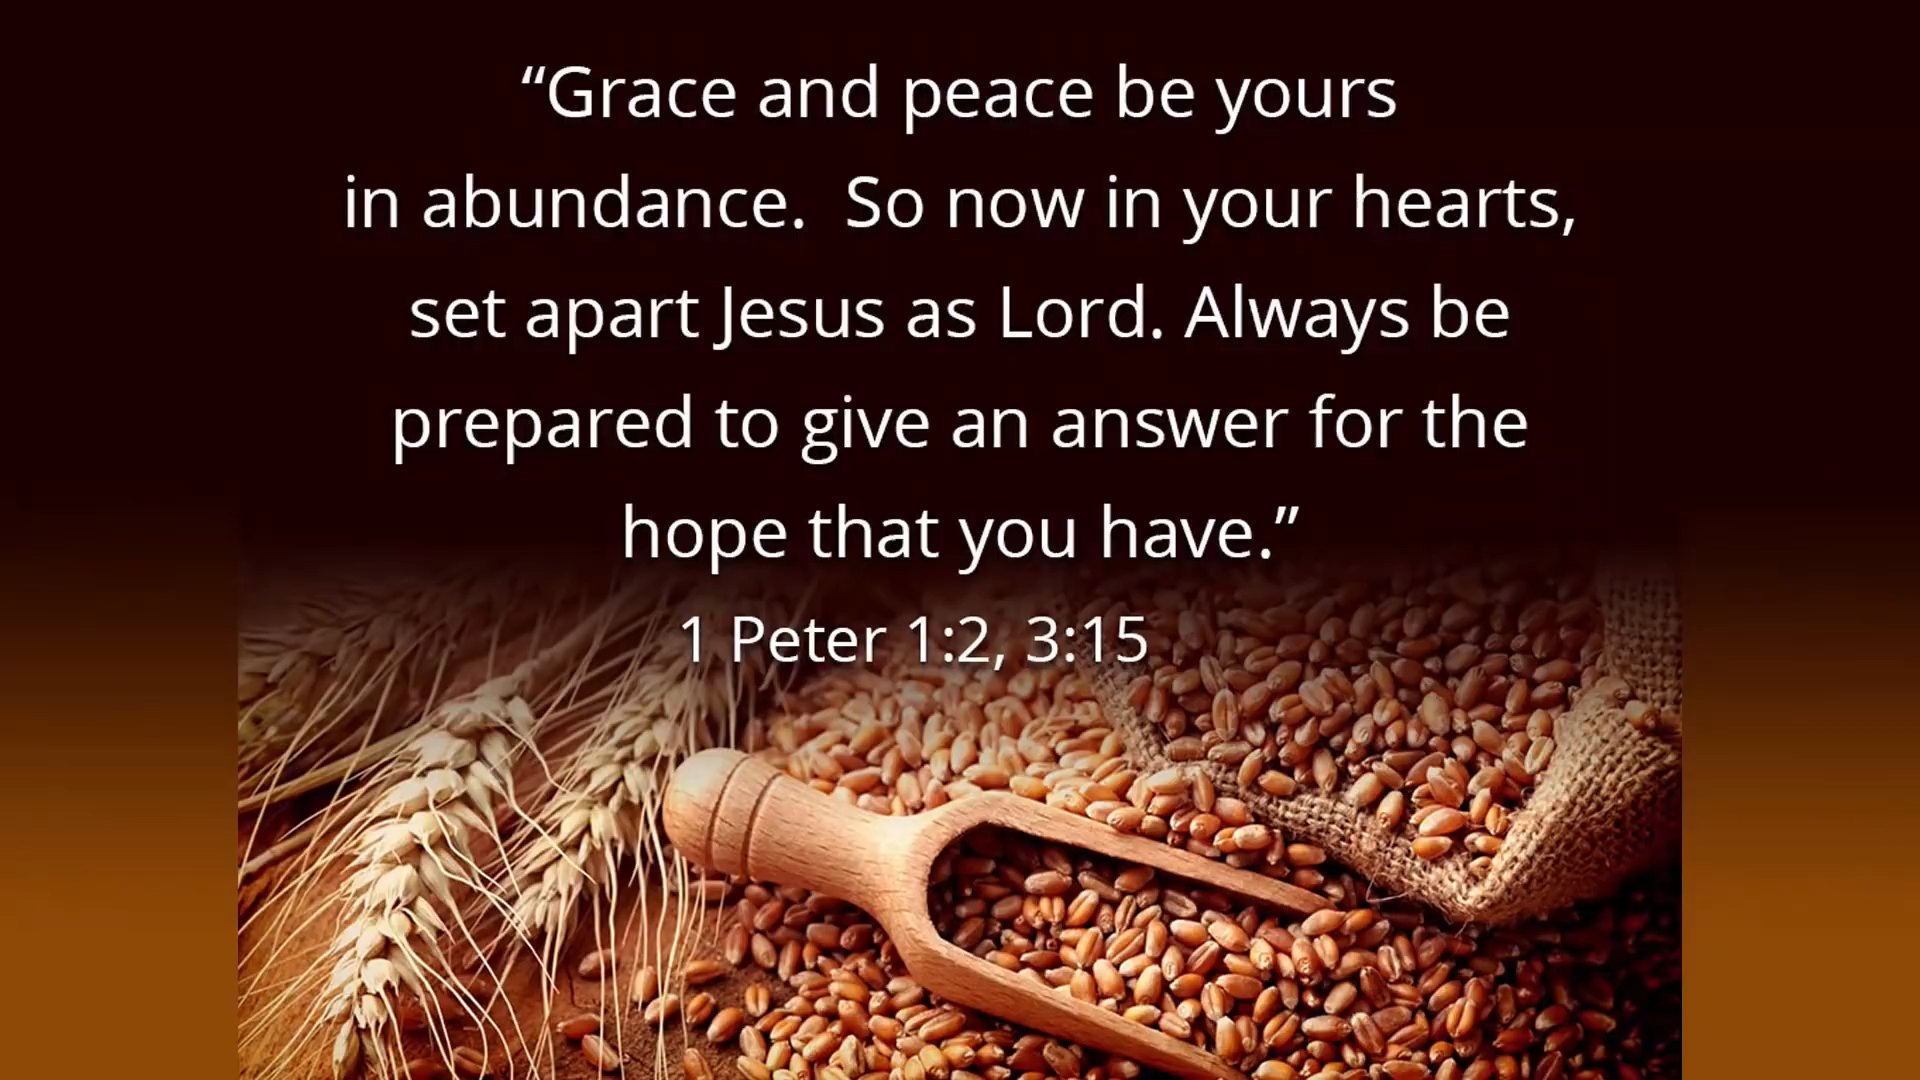 “Grace and peace be yours
in abundance.  So now in your hearts,
set apart Jesus as Lord. Always be
prepared to give an answer for the
hope that you have.”
1 Peter 1:2, 3:15